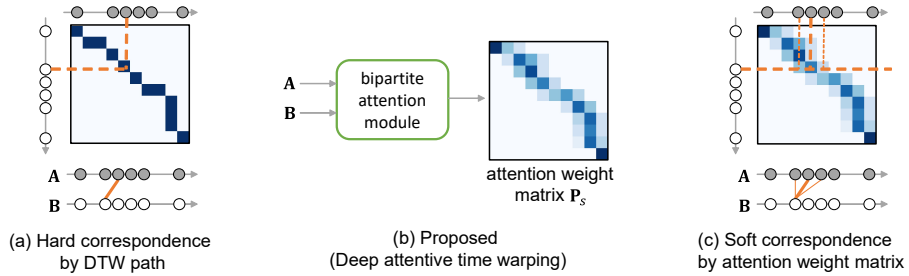 A
B
(a) Hard correspondence
by DTW path
A
B
bipartite
attention
module
attention weight
matrix Pₛ
(b) Proposed
(Deep attentive time warping)
A
B
(c) Soft correspondence
by attention weight matrix